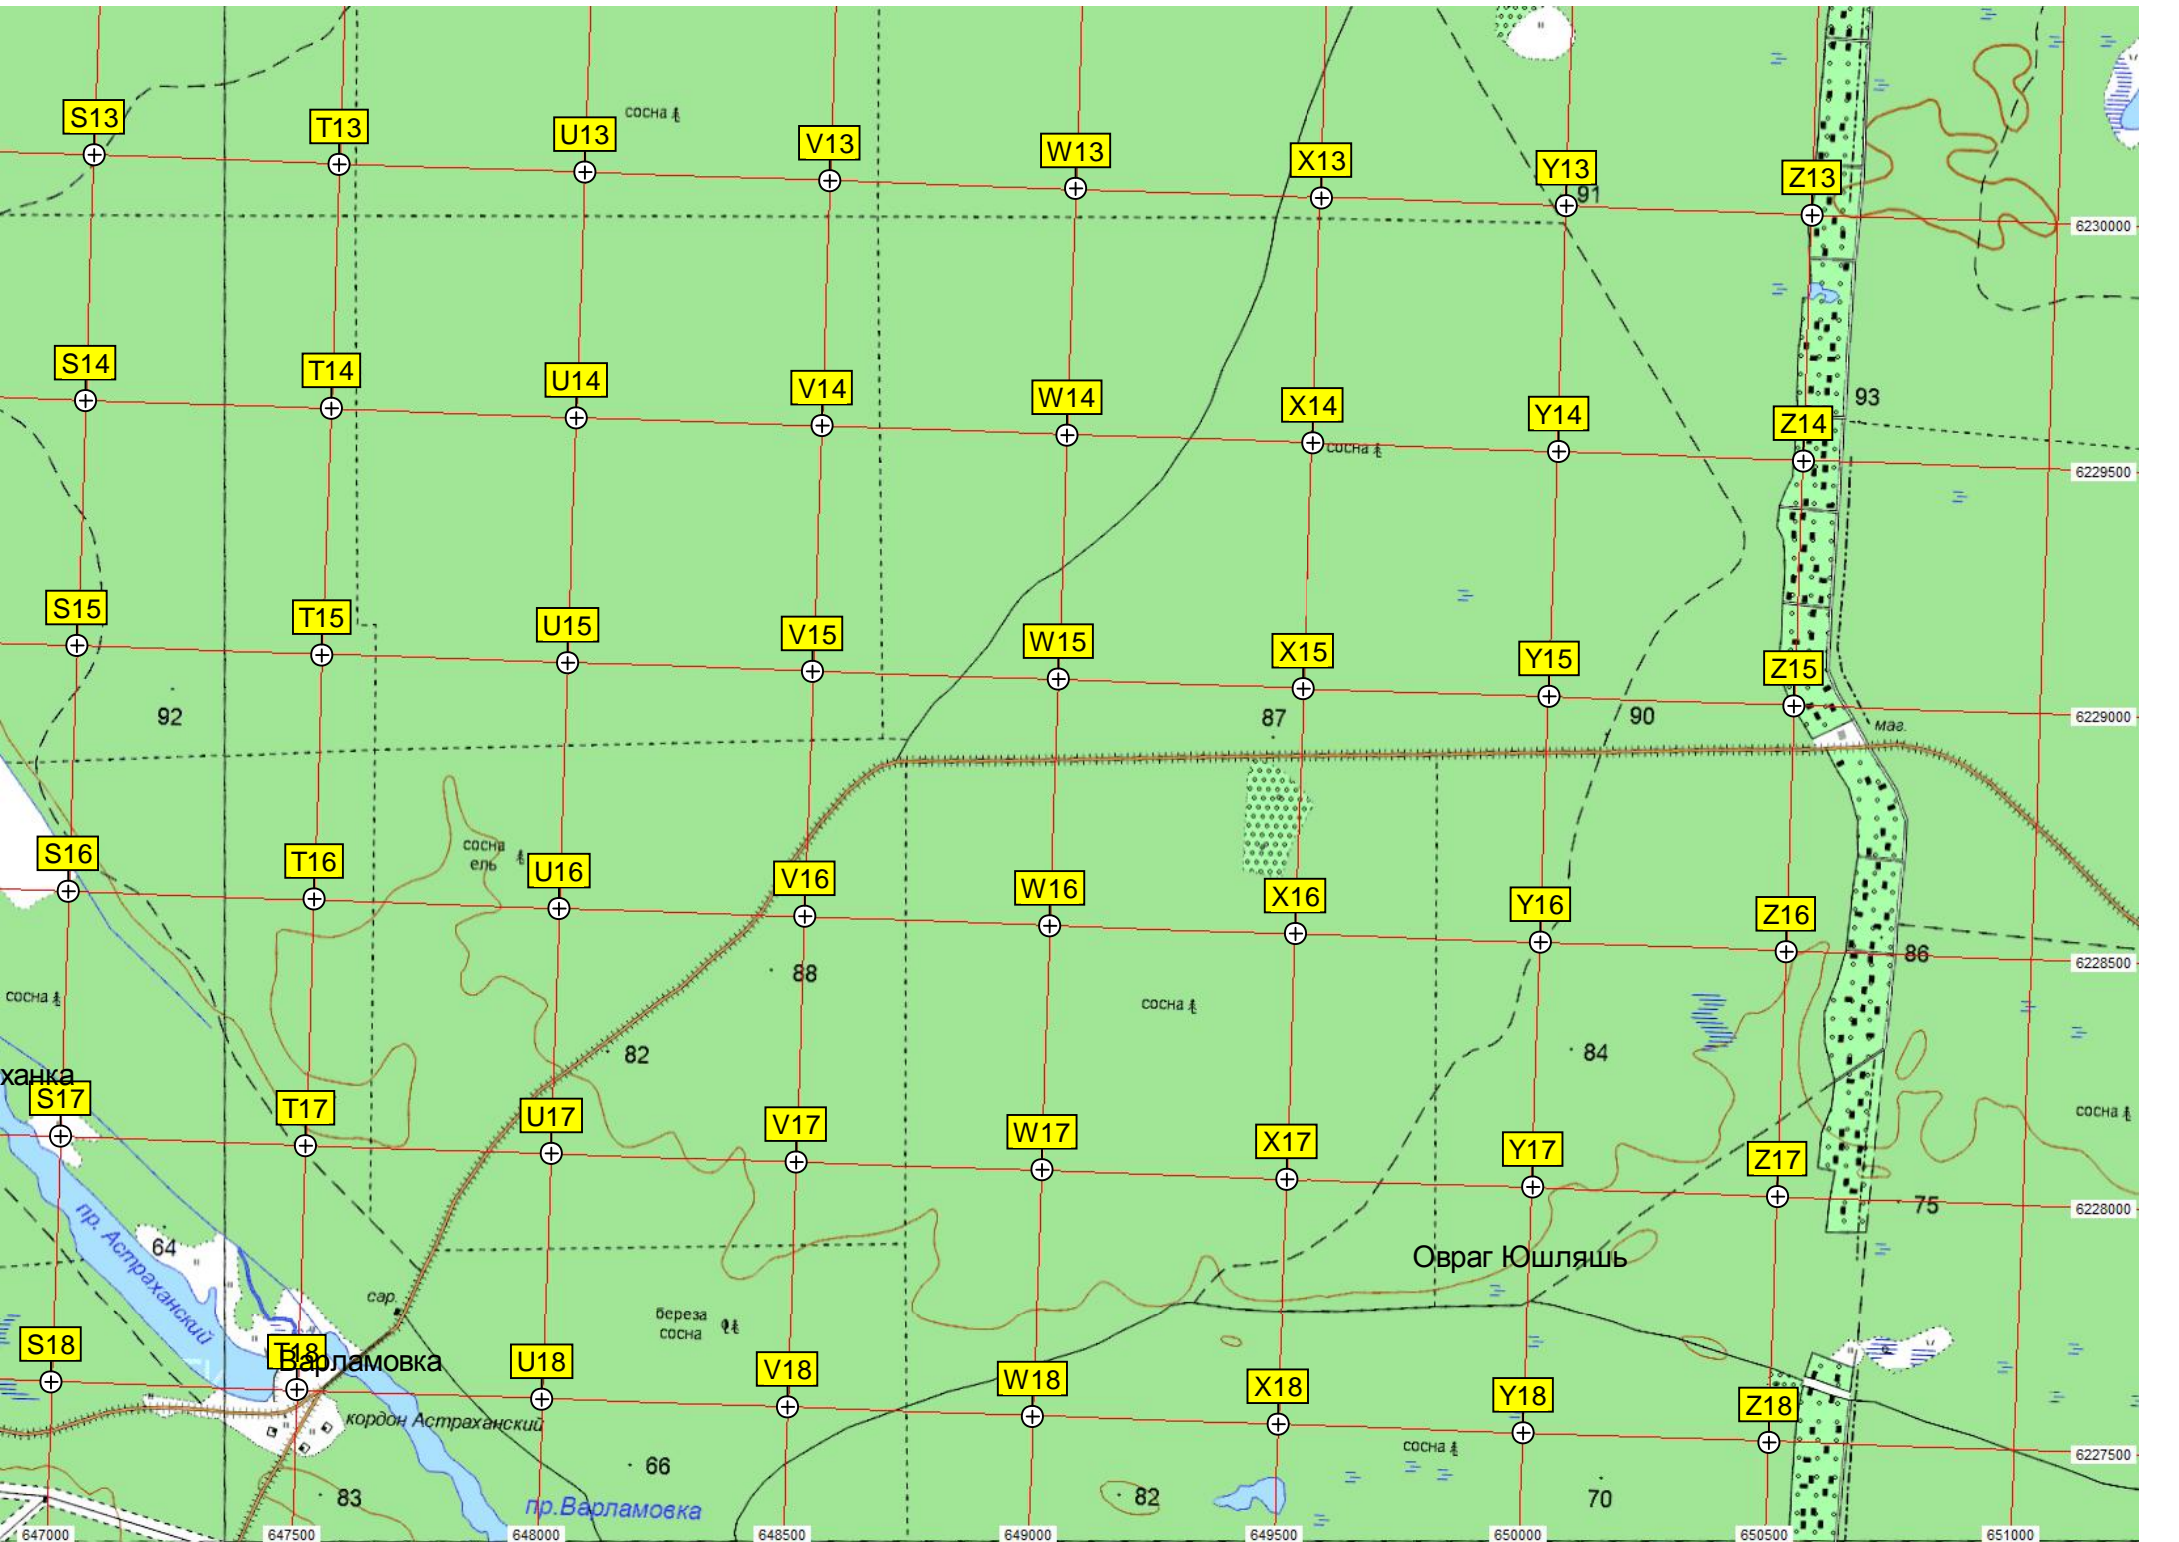 сосна
S13 T13 U13 V13 W13 X13 Y13 Z13
91
6230000
S14 T14 U14 V14 W14 X14 Y14 Z14
93
сосна
6229500
S15 T15 U15 V15 W15 X15 Y15 Z15
92
87
90
маг.
6229000
сосна
ель
S16 T16 U16 V16 W16 X16 Y16 Z16
86
6228500
88
сосна
сосна
82
84
ханка
сосна
S17 T17 U17 V17 W17 X17 Y17 Z17
75
6228000
пр. Астраханский
64
Овраг Юшляшь
сар.
береза
сосна
S18 T18 U18 V18 W18 X18 Y18 Z18
Варламовка
кордон Астраханский
сосна
6227500
66
83
82
70
пр.Варламовка
647000 647500 648000 648500 649000 649500 650000 650500 651000